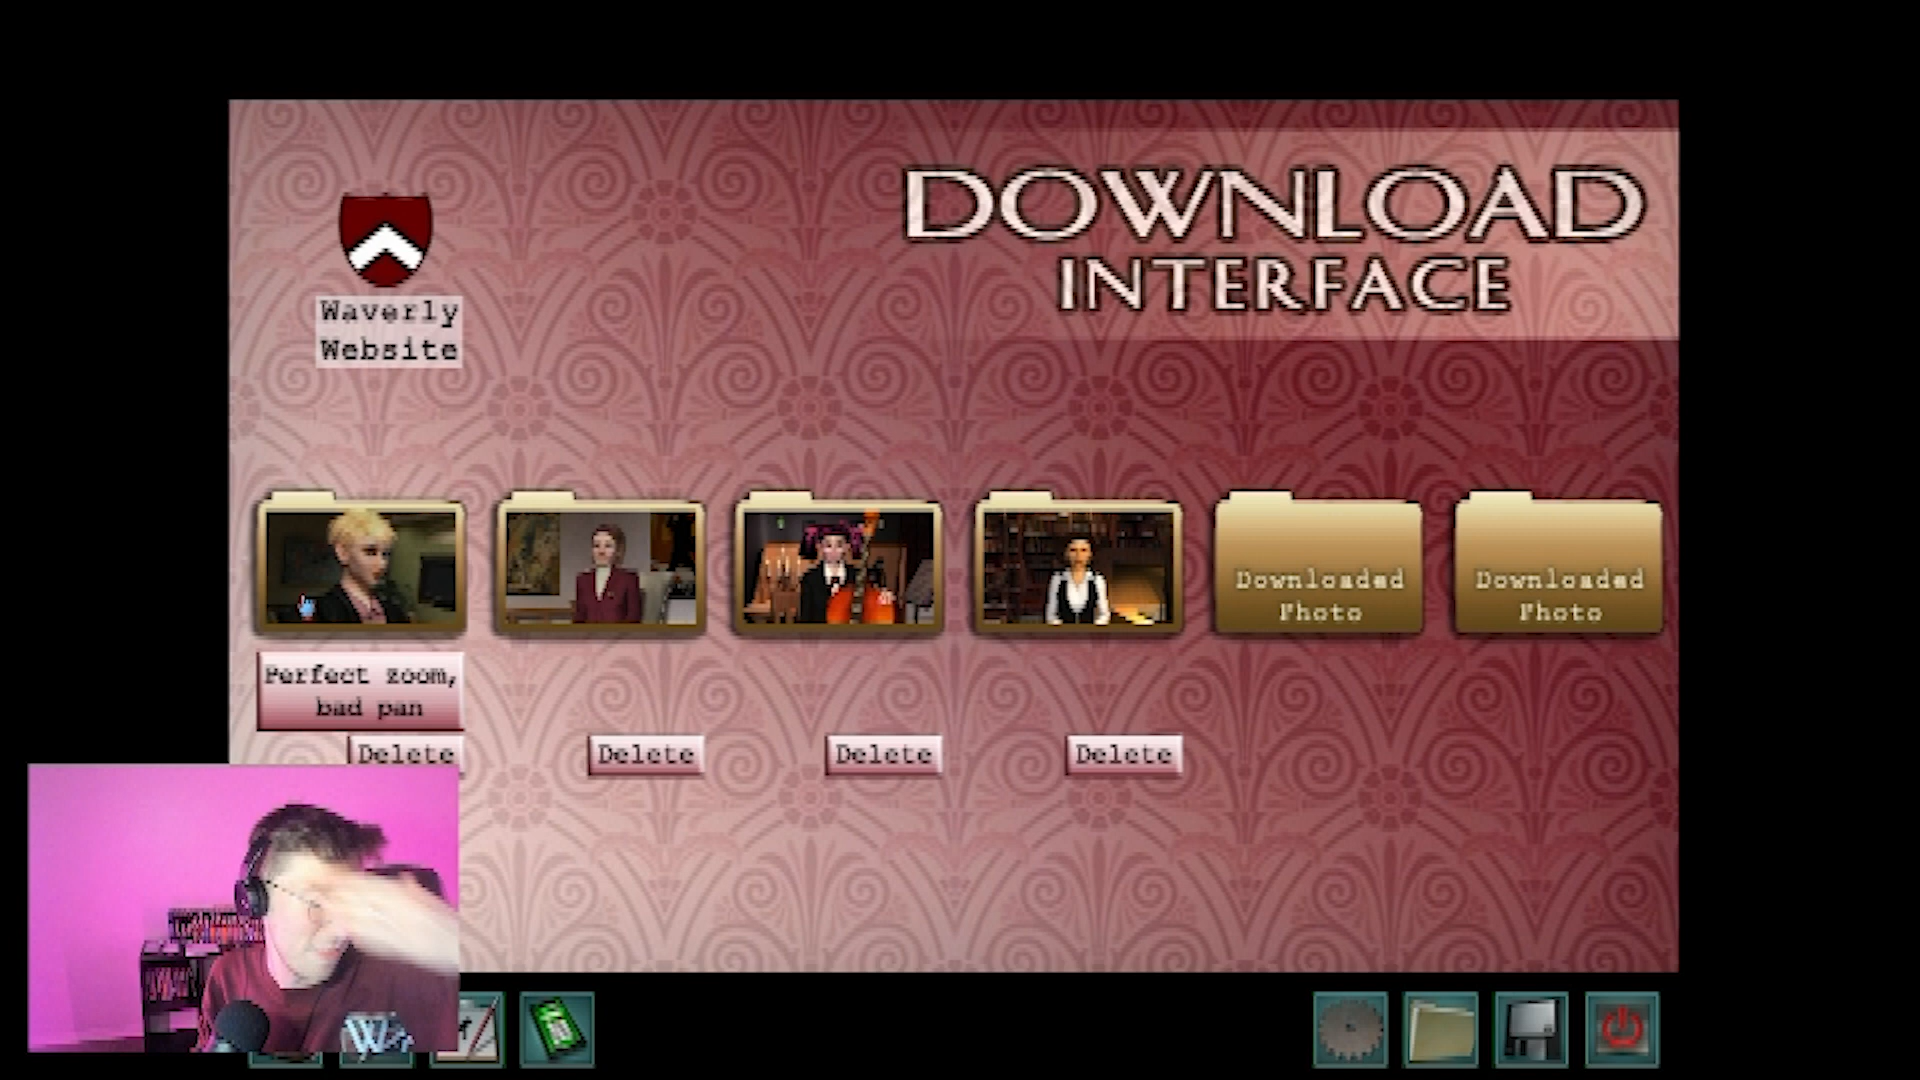 DOWNLOAD
INTERFACE
Waverly
Website
Downloaded
Photo
Downloaded
Photo
Perfect zoom,
bad pan
Delete
Delete
Delete
Delete
W